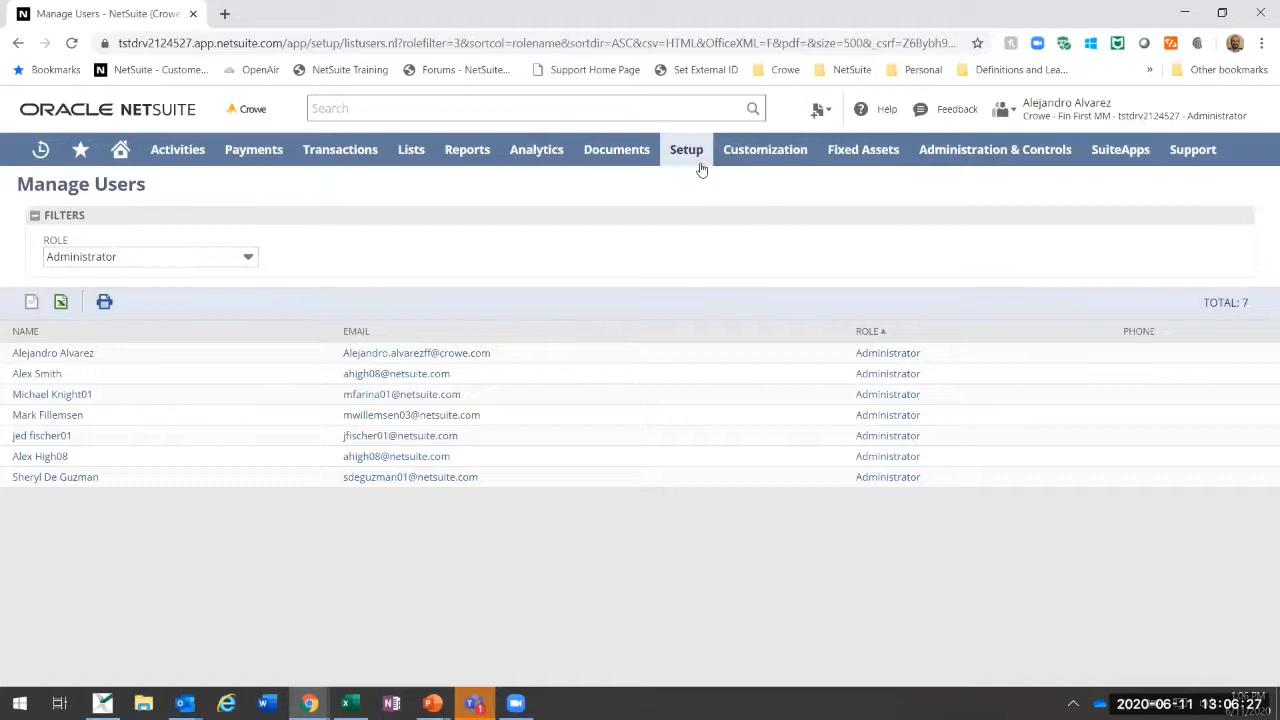 Manage Users - NetSuite (Crowe
tstdrv2124527.app.netsuite.com/app/setup/listusers.nl?rolefilter=3&sortcol=rolename&sortdir=ASC&csv=HTML&OfficeXML=F&pdf=&size=500&_csrf=Z6Bybh9...
Bookmarks NetSuite - Custome... OpenAir NetSuite Training Forums - NetSuite... Support Home Page Set External ID Crowe NetSuite Personal Definitions and Lea... » Other bookmarks
ORACLE NETSUITE Crowe Search Help Feedback Alejandro Alvarez
Crowe - Fin First MM - tstdrv2124527 - Administrator
Activities Payments Transactions Lists Reports Analytics Documents Setup Customization Fixed Assets Administration & Controls SuiteApps Support
Manage Users
FILTERS
ROLE
Administrator
TOTAL: 7
NAME EMAIL ROLE PHONE
Alejandro Alvarez Alejandro.alvarezff@crowe.com Administrator
Alex Smith ahigh08@netsuite.com Administrator
Michael Knight01 mfarina01@netsuite.com Administrator
Mark Fillemsen mwillemsen03@netsuite.com Administrator
jed fischer01 jfischer01@netsuite.com Administrator
Alex High08 ahigh08@netsuite.com Administrator
Sheryl De Guzman sdeguzman01@netsuite.com Administrator
1:06 PM
2020-06-11 13:06:27